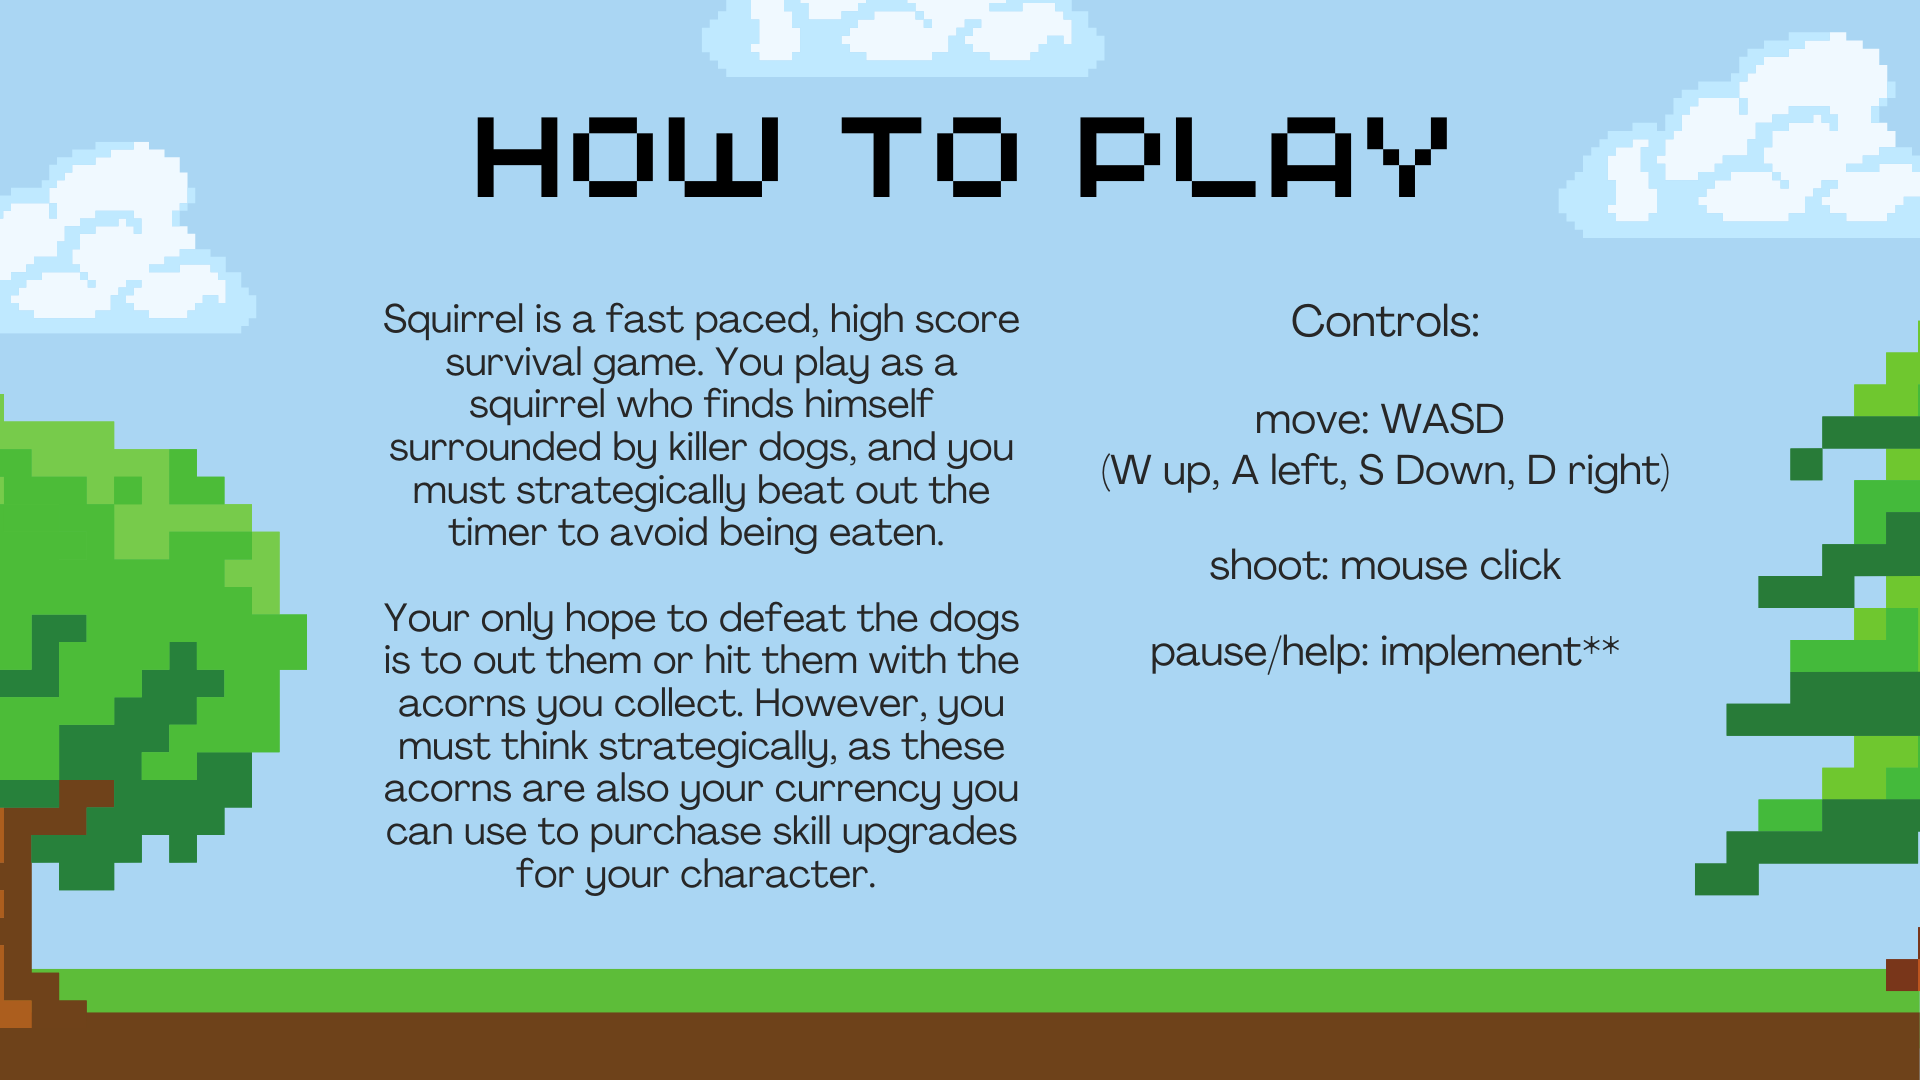 HOW TO PLAY
Squirrel is a fast paced, high score
survival game. You play as a
squirrel who finds himself
surrounded by killer dogs, and you
must strategically beat out the
timer to avoid being eaten.
Your only hope to defeat the dogs
is to out them or hit them with the
acorns you collect. However, you
must think strategically, as these
acorns are also your currency you
can use to purchase skill upgrades
for your character.
Controls:
move: WASD
(W up, A left, S Down, D right)
shoot: mouse click
pause/help: implement**